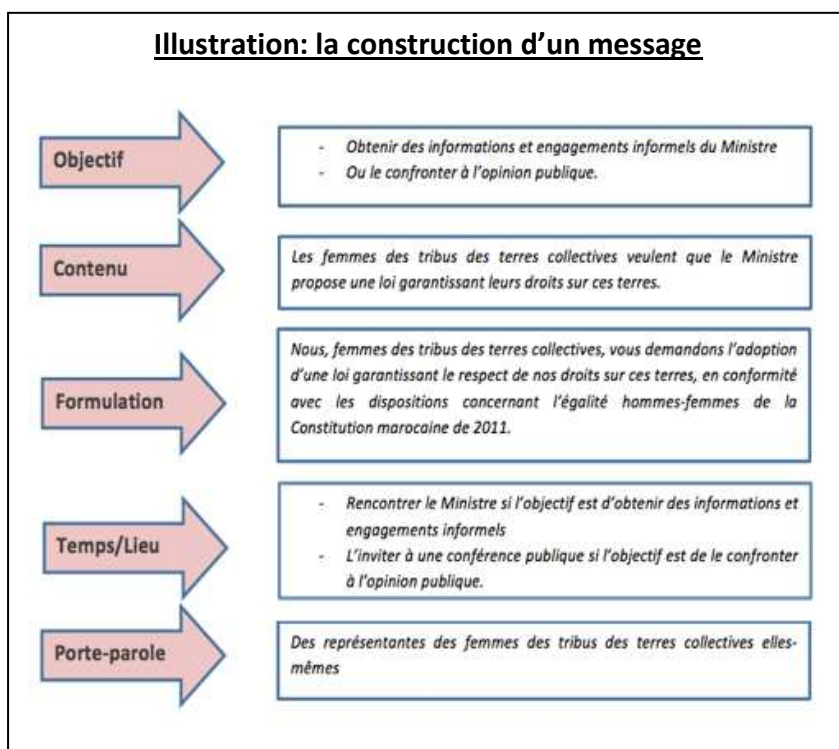 Illustration: la construction d’un message
Objectif
- Obtenir des informations et engagements informels du Ministre
- Ou le confronter à l’opinion publique.
Contenu
Les femmes des tribus des terres collectives veulent que le Ministre
propose une loi garantissant leurs droits sur ces terres.
Formulation
Nous, femmes des tribus des terres collectives, vous demandons l’adoption
d’une loi garantissant le respect de nos droits sur ces terres, en conformité
avec les dispositions concernant l’égalité hommes-femmes de la
Constitution marocaine de 2011.
Temps/Lieu
- Rencontrer le Ministre si l’objectif est d’obtenir des informations et
engagements informels
- L’inviter à une conférence publique si l’objectif est de le confronter
à l’opinion publique.
Porte-parole
Des représentantes des femmes des tribus des terres collectives elles-
mêmes